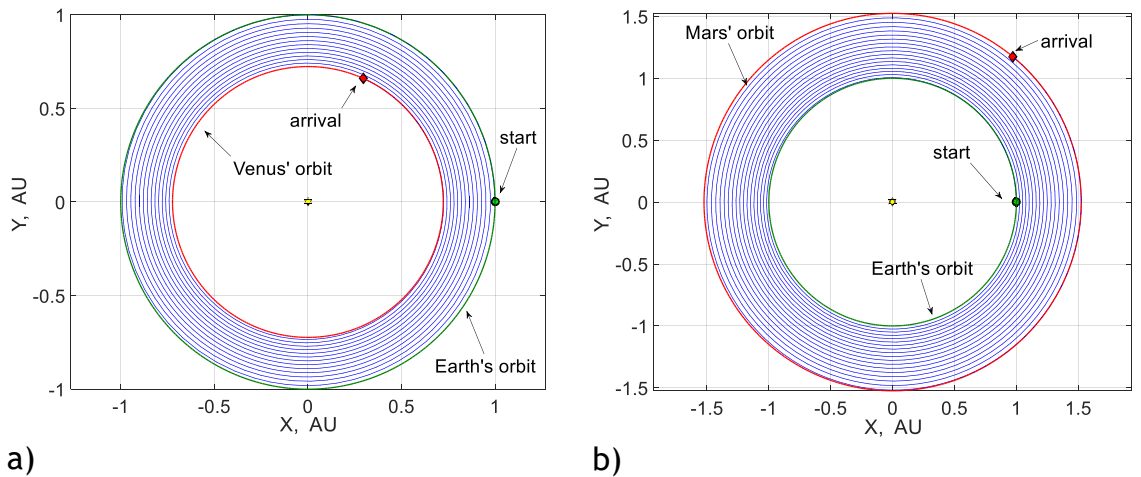 1
0.5
0
-0.5
-1
-1
-0.5
0
0.5
1
Y, AU
X, AU
arrival
start
Venus' orbit
Earth's orbit
a)
1.5
1
0.5
0
-0.5
-1
-1.5
-1.5
-1
-0.5
0
0.5
1
1.5
Y, AU
X, AU
Mars' orbit
arrival
start
Earth's orbit
b)